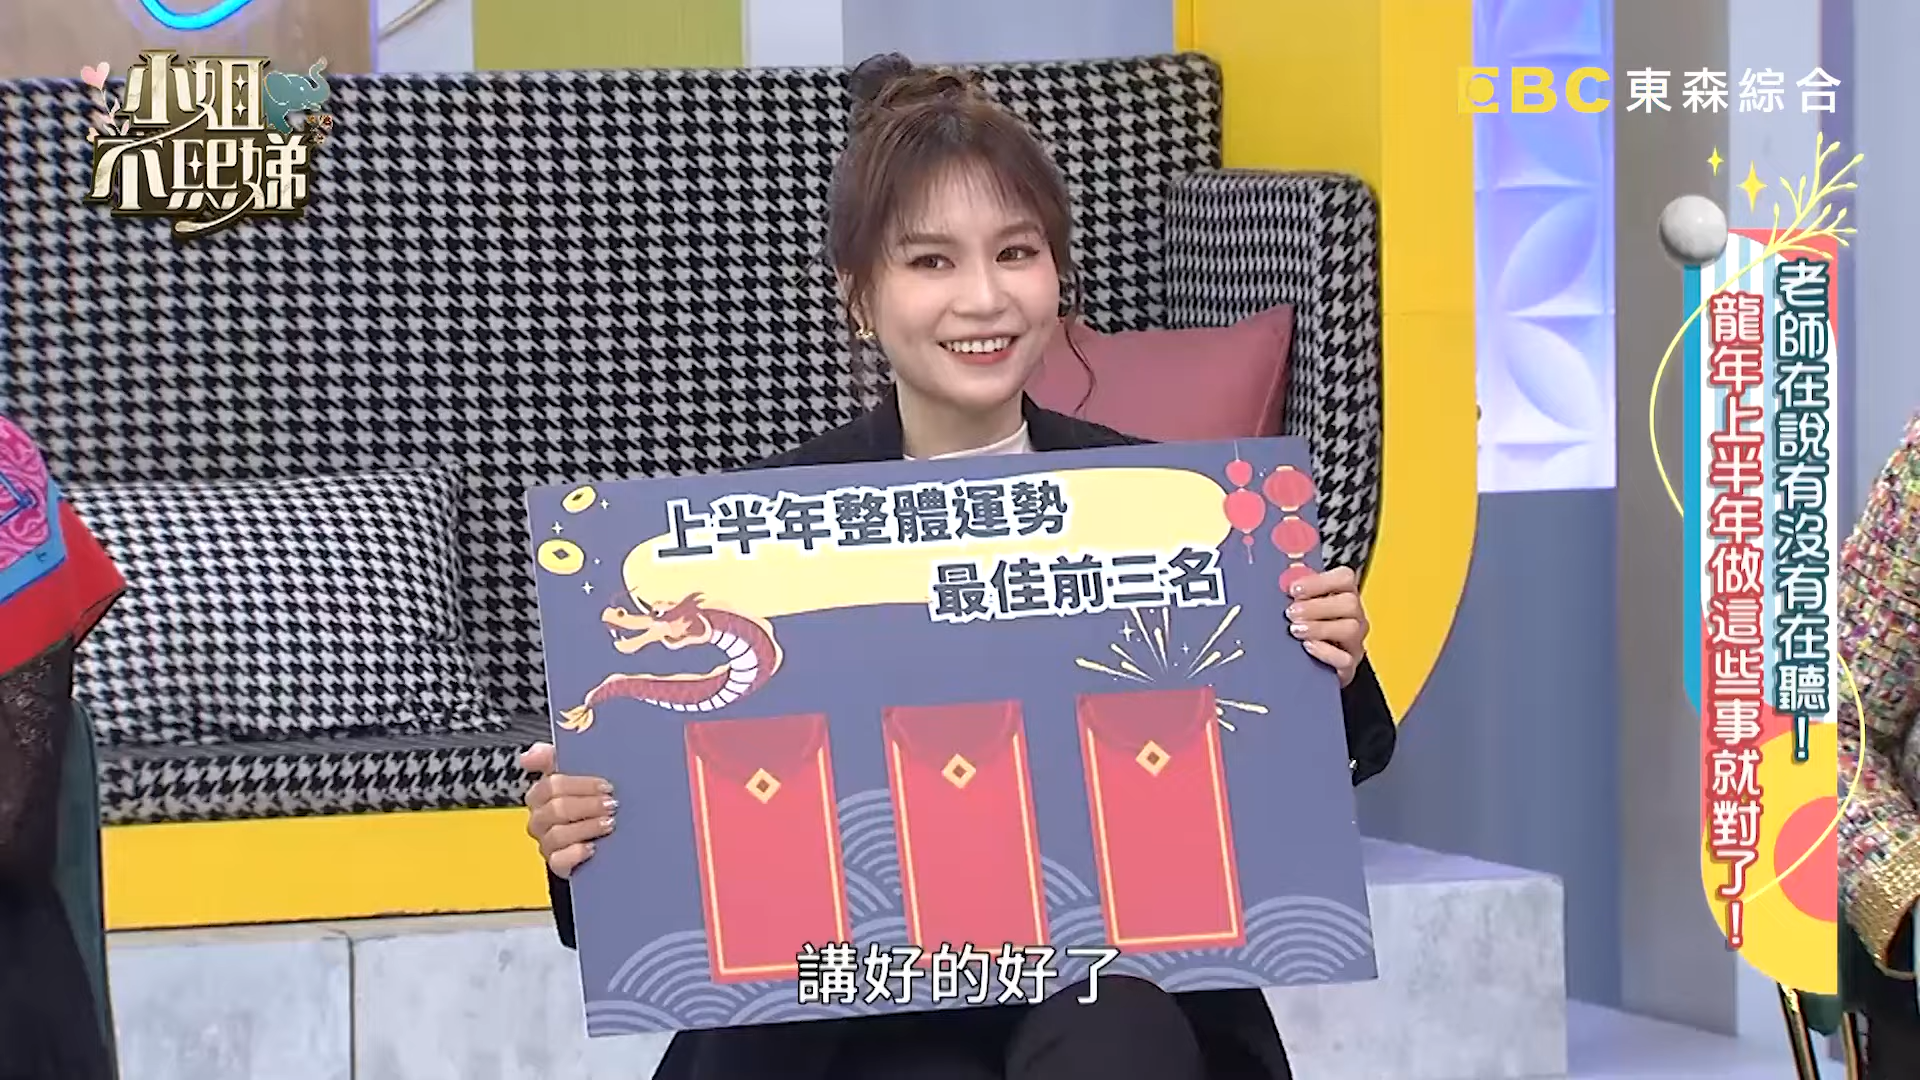 小姐
不熙娣
EBC 東森綜合
老師在說有沒有在聽！
龍年上半年做這些事就對了！
上半年整體運勢
最佳前三名
講好的好了